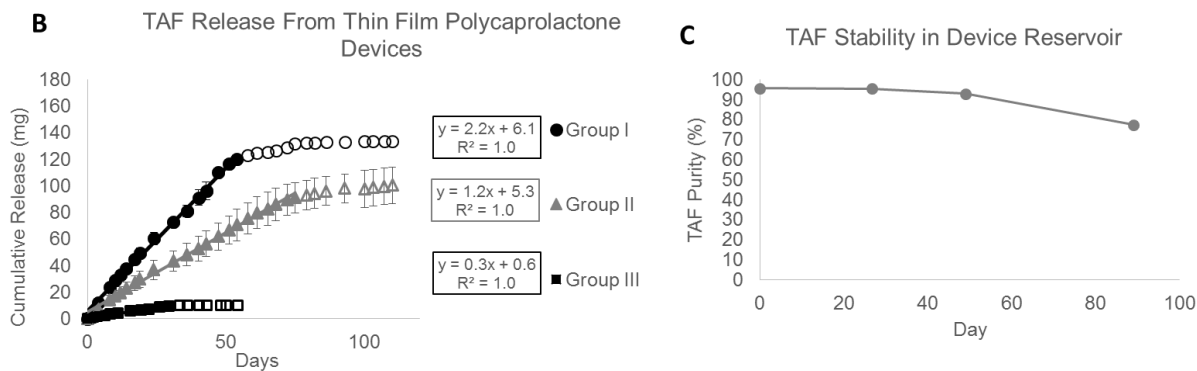 B
TAF Release From Thin Film Polycaprolactone
Devices
Cumulative Release (mg)
180
160
140
120
100
80
60
40
20
0
0
50
100
Days
y = 2.2x + 6.1
R² = 1.0
Group I
y = 1.2x + 5.3
R² = 1.0
Group II
y = 0.3x + 0.6
R² = 1.0
Group III
C
TAF Stability in Device Reservoir
TAF Purity (%)
100
90
80
70
60
50
40
30
20
10
0
0
20
40
60
80
100
Day